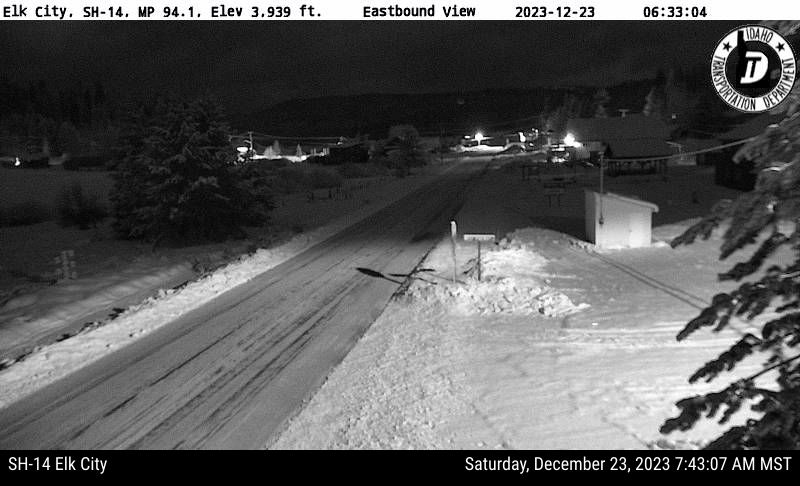 Elk City, SH-14, MP 94.1, Elev 3,939 ft. Eastbound View 2023-12-23 06:33:04
IDAHO
TRANSPORTATION DEPARTMENT
SH-14 Elk City Saturday, December 23, 2023 7:43:07 AM MST